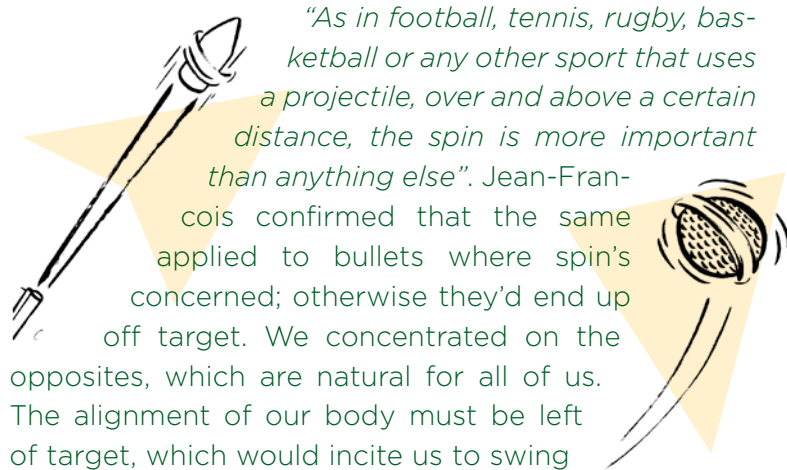 “As in football, tennis, rugby, bas-
ketball or any other sport that uses
a projectile, over and above a certain
distance, the spin is more important
than anything else”. Jean-Fran-
cois confirmed that the same
applied to bullets where spin’s
concerned; otherwise they’d end up
off target. We concentrated on the
opposites, which are natural for all of us.
The alignment of our body must be left
of target, which would incite us to swing